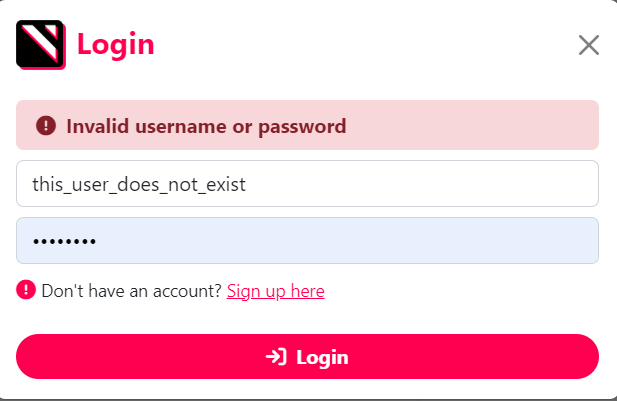 Login
Invalid username or password
this_user_does_not_exist
••••••••
Don't have an account? Sign up here
Login